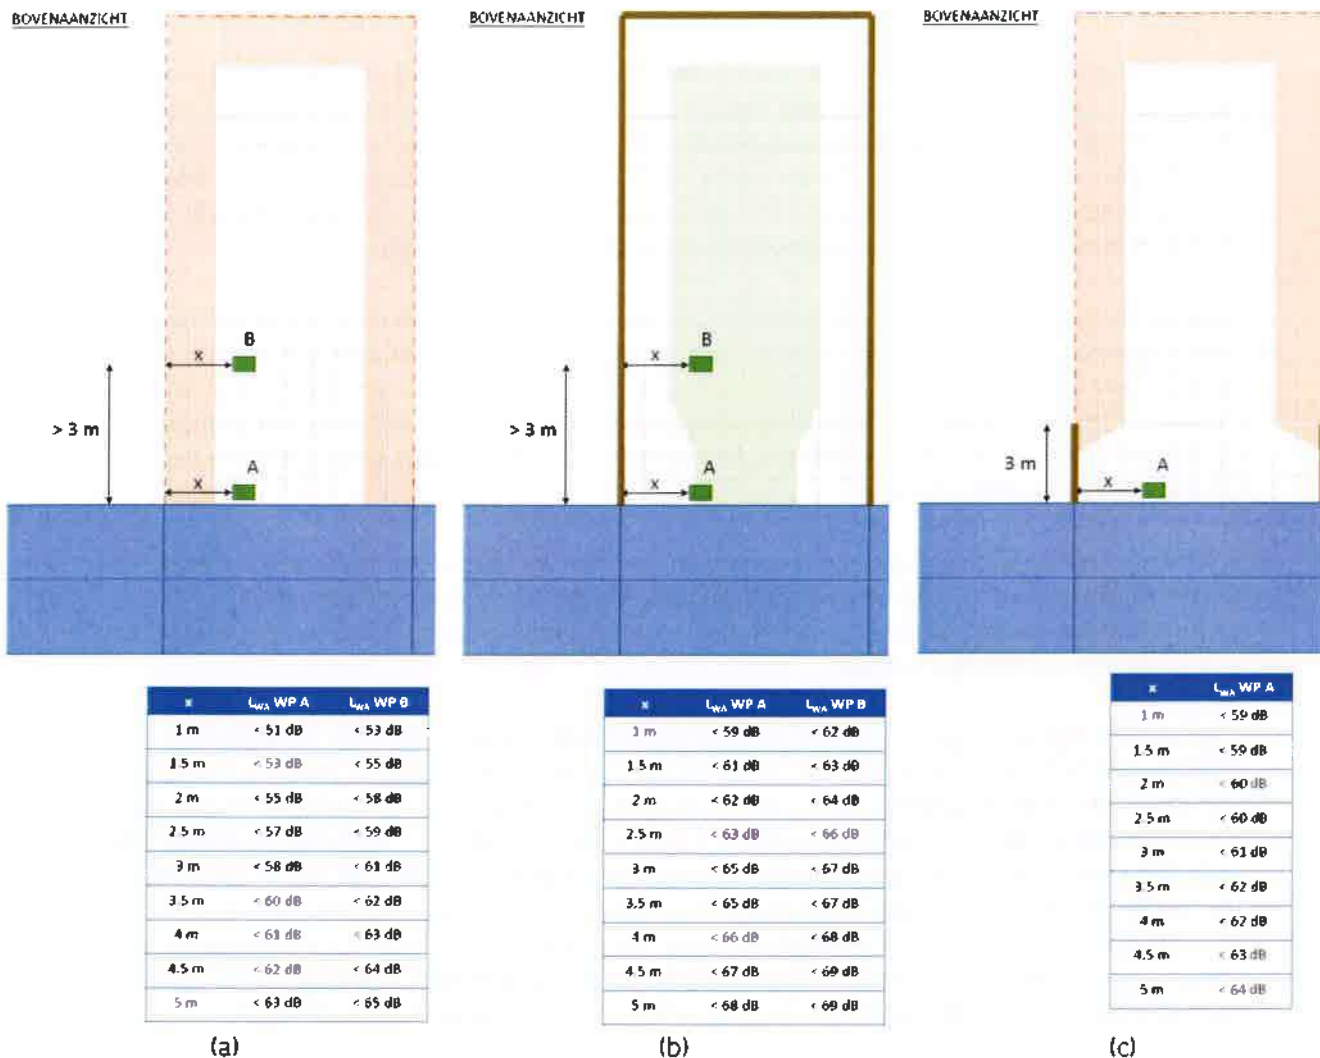 BOVENAANZICHT
BOVENAANZICHT
BOVENAANZICHT
B
x
> 3 m
A
x
B
x
> 3 m
A
x
3 m
A
x
x LWA WP A LWA WP B
1 m < 51 dB < 53 dB
1.5 m < 53 dB < 55 dB
2 m < 55 dB < 58 dB
2.5 m < 57 dB < 59 dB
3 m < 58 dB < 61 dB
3.5 m < 60 dB < 62 dB
4 m < 61 dB < 63 dB
4.5 m < 62 dB < 64 dB
5 m < 63 dB < 65 dB
(a)
x LWA WP A LWA WP B
1 m < 59 dB < 62 dB
1.5 m < 61 dB < 63 dB
2 m < 62 dB < 64 dB
2.5 m < 63 dB < 66 dB
3 m < 65 dB < 67 dB
3.5 m < 65 dB < 67 dB
4 m < 66 dB < 68 dB
4.5 m < 67 dB < 69 dB
5 m < 68 dB < 69 dB
(b)
x LWA WP A
1 m < 59 dB
1.5 m < 59 dB
2 m < 60 dB
2.5 m < 60 dB
3 m < 61 dB
3.5 m < 62 dB
4 m < 62 dB
4.5 m < 63 dB
5 m < 64 dB
(c)